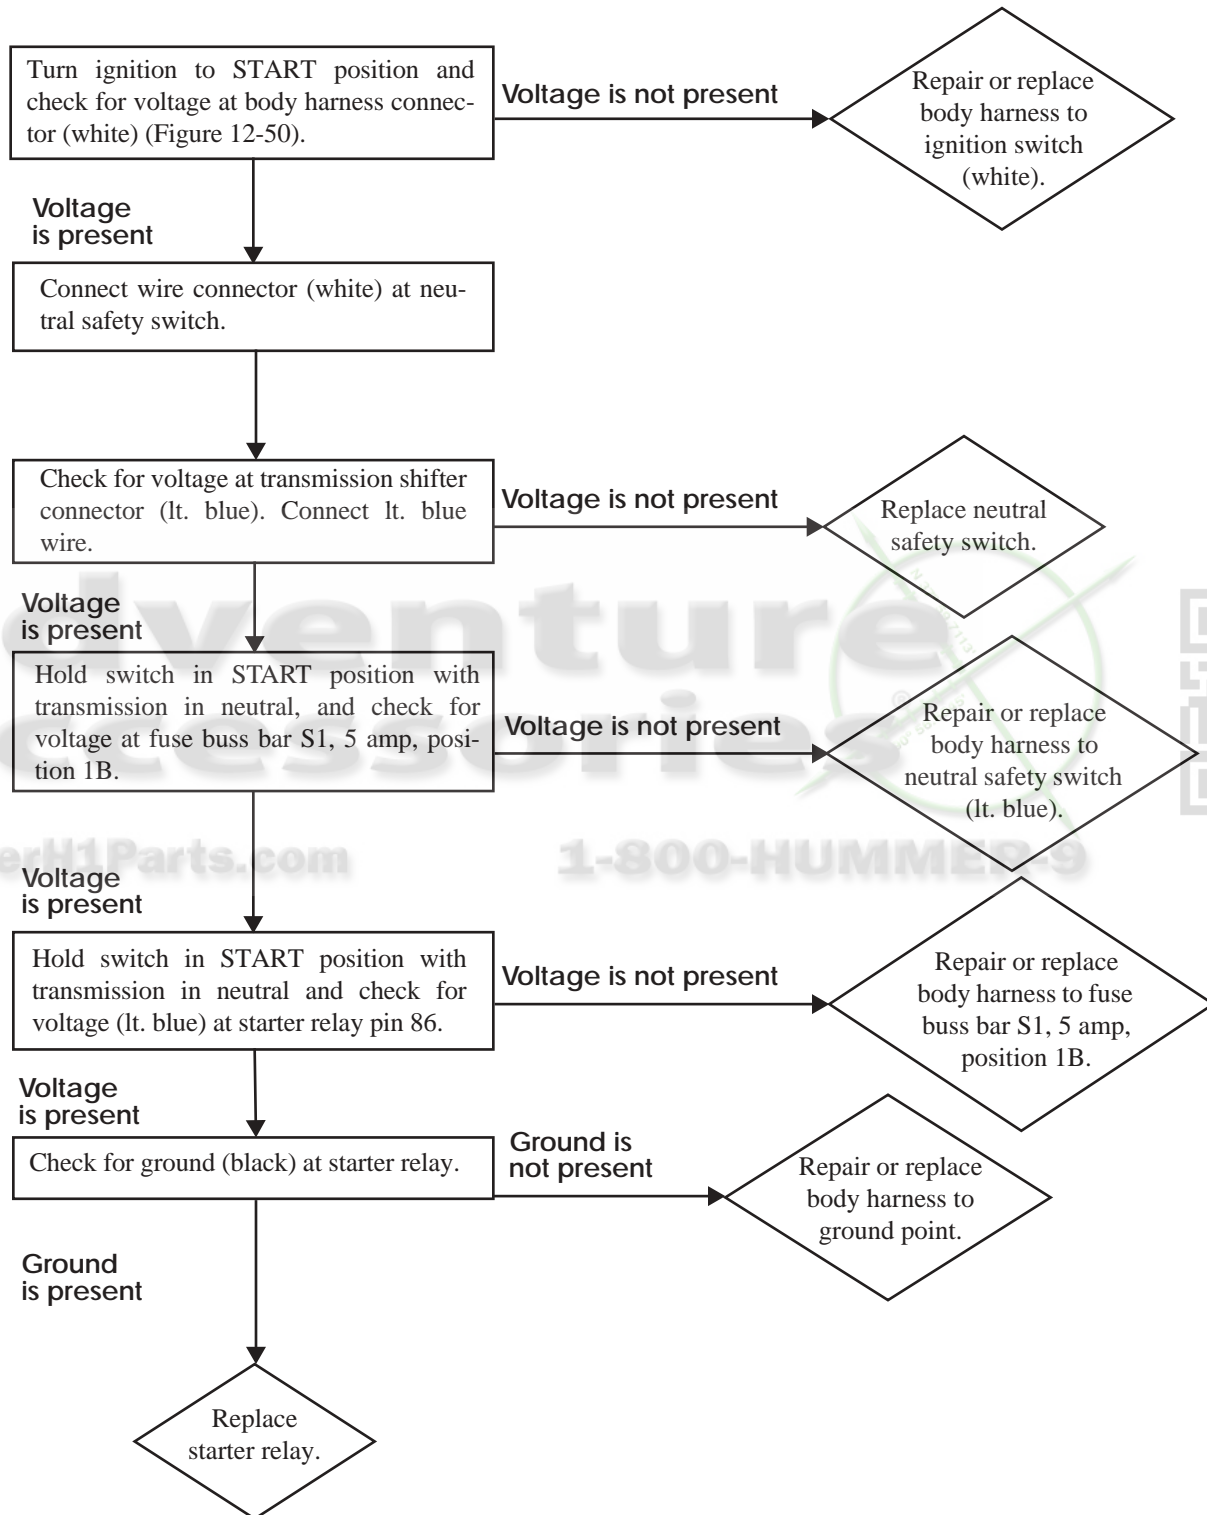 Turn ignition to START position and
check for voltage at body harness connec-
tor (white) (Figure 12-50).
Voltage is not present
Repair or replace
body harness to
ignition switch
(white).
Voltage
is present
Connect wire connector (white) at neu-
tral safety switch.
Check for voltage at transmission shifter
connector (lt. blue). Connect lt. blue
wire.
Voltage is not present
Replace neutral
safety switch.
Voltage
is present
dventure
Hold switch in START position with
transmission in neutral, and check for
voltage at fuse buss bar S1, 5 amp, posi-
tion 1B.
ccessories
Voltage is not present
Repair or replace
body harness to
neutral safety switch
(lt. blue).
erH1Parts.com
1-800-HUMMER-9
Voltage
is present
Hold switch in START position with
transmission in neutral and check for
voltage (lt. blue) at starter relay pin 86.
Voltage is not present
Repair or replace
body harness to fuse
buss bar S1, 5 amp,
position 1B.
Voltage
is present
Check for ground (black) at starter relay.
Ground is
not present
Repair or replace
body harness to
ground point.
Ground
is present
Replace
starter relay.